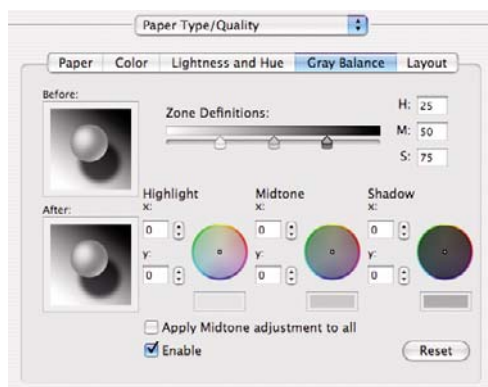 Paper Type/Quality
Paper Color Lightness and Hue Gray Balance Layout
Before:
Zone Definitions:
H: 25
M: 50
S: 75
After:
Highlight Midtone Shadow
x: x: x:
0 0 0
y: y: y:
0 0 0
Apply Midtone adjustment to all
Enable
Reset